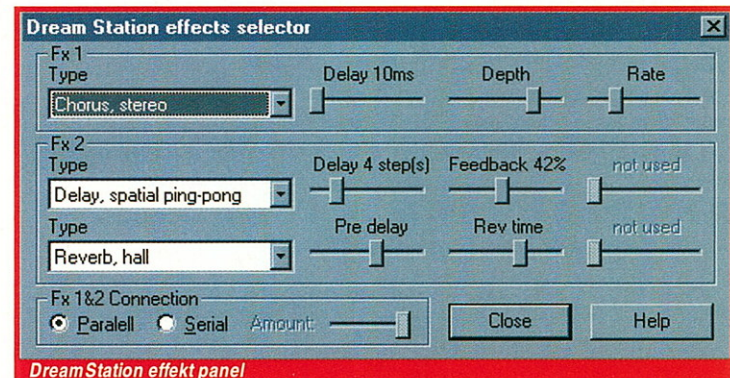 Dream Station effects selector
Fx 1
Type Delay 10ms Depth Rate
Chorus, stereo
Fx 2
Type Delay 4 step(s) Feedback 42% not used
Delay, spatial ping-pong
Type Pre delay Rev time not used
Reverb, hall
Fx 1&2 Connection
Paralell Serial Amount: Close Help
DreamStation effekt panel